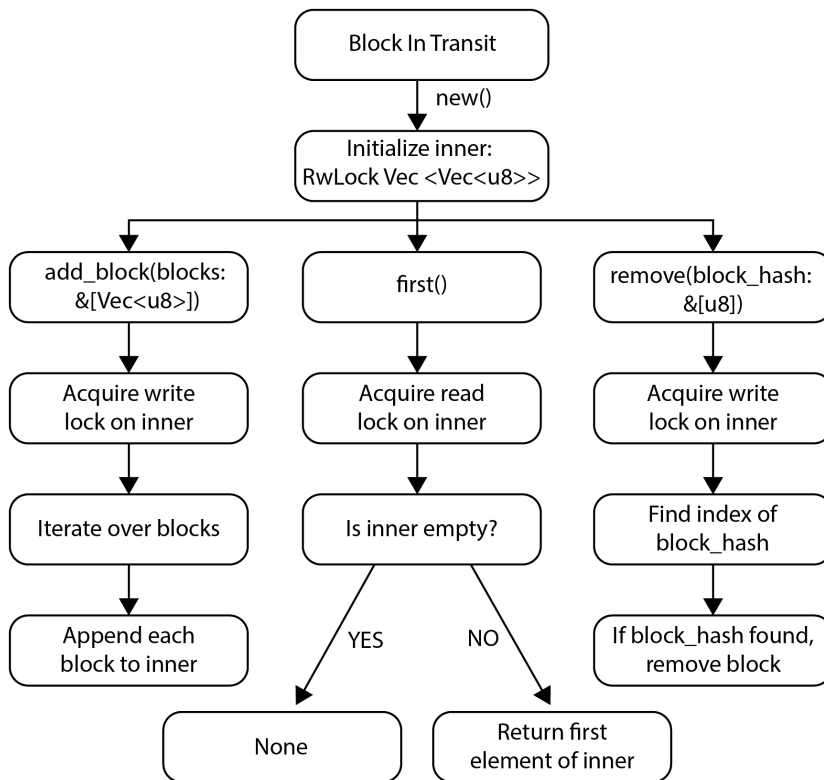 Block In Transit
new()
Initialize inner:
RwLock Vec <Vec<u8>>
add_block(blocks:
&[Vec<u8>])
first()
remove(block_hash:
&[u8])
Acquire write
lock on inner
Acquire read
lock on inner
Acquire write
lock on inner
Iterate over blocks
Is inner empty?
Find index of
block_hash
Append each
block to inner
YES
NO
If block_hash found,
remove block
None
Return first
element of inner